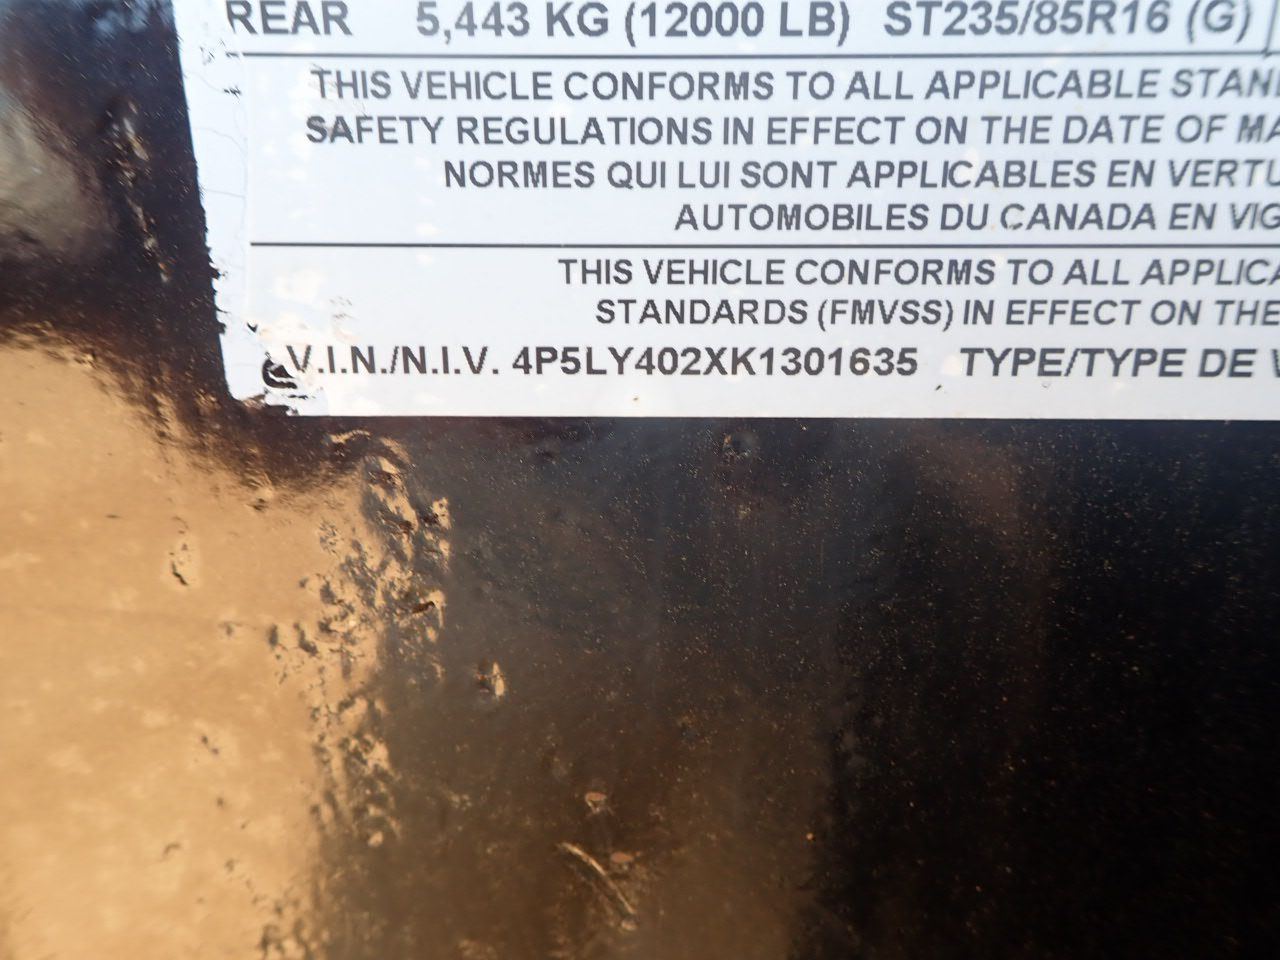 REAR 5,443 KG (12000 LB) ST235/85R16 (G)
THIS VEHICLE CONFORMS TO ALL APPLICABLE STAN
SAFETY REGULATIONS IN EFFECT ON THE DATE OF MA
NORMES QUI LUI SONT APPLICABLES EN VERTU
AUTOMOBILES DU CANADA EN VIG
THIS VEHICLE CONFORMS TO ALL APPLICA
STANDARDS (FMVSS) IN EFFECT ON THE
V.I.N./N.I.V. 4P5LY402XK1301635 TYPE/TYPE DE V